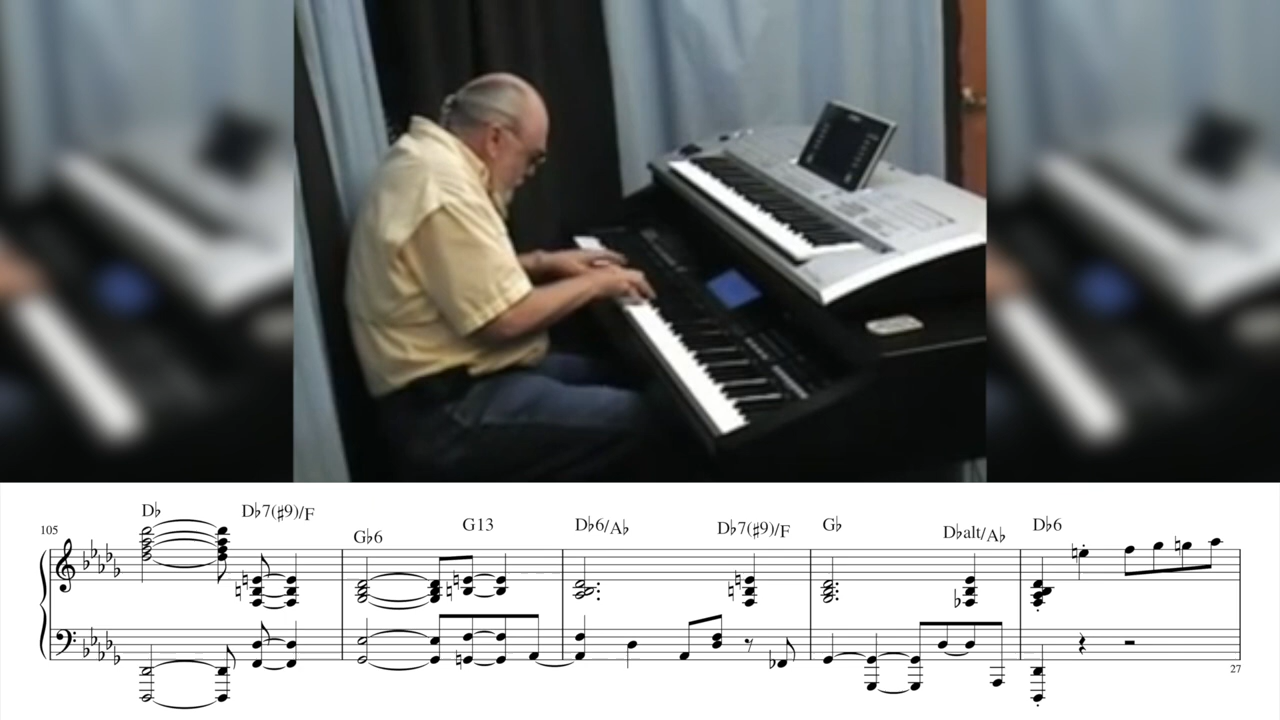 105 D♭ D♭7(♯9)/F G♭6 G13 D♭6/A♭ D♭7(♯9)/F G♭ D♭alt/A♭ D♭6
27